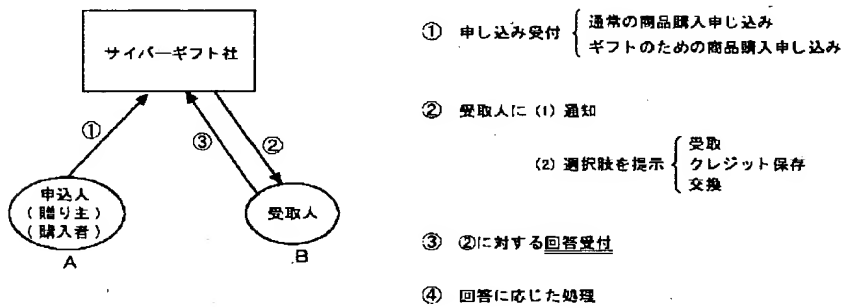 サイバーギフト社
①
③
②
申込人
(贈り主)
(購入者)
A
受取人
B
① 申し込み受付
通常の商品購入申じ込み
ギフトのための商品購入申し込み
② 受取人に (1) 通知
(2) 選択肢を提示
受取
クレジット保存
交換
③ ②に対する回答受付
④ 回答に応じた処理